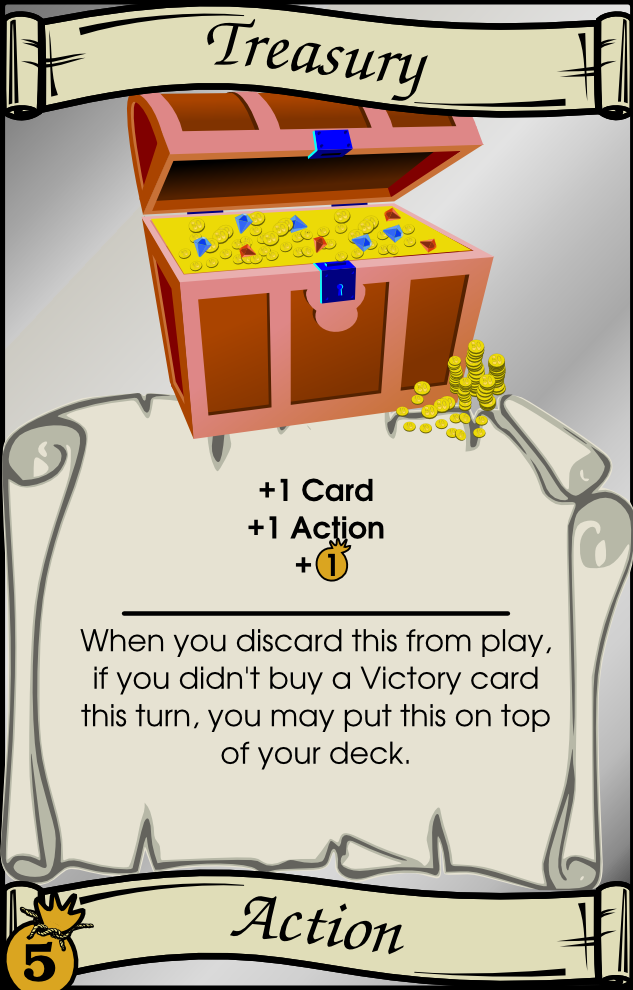 Treasury
+1 Card
+1 Action
+1
When you discard this from play,
if you didn't buy a Victory card
this turn, you may put this on top
of your deck.
Action
5